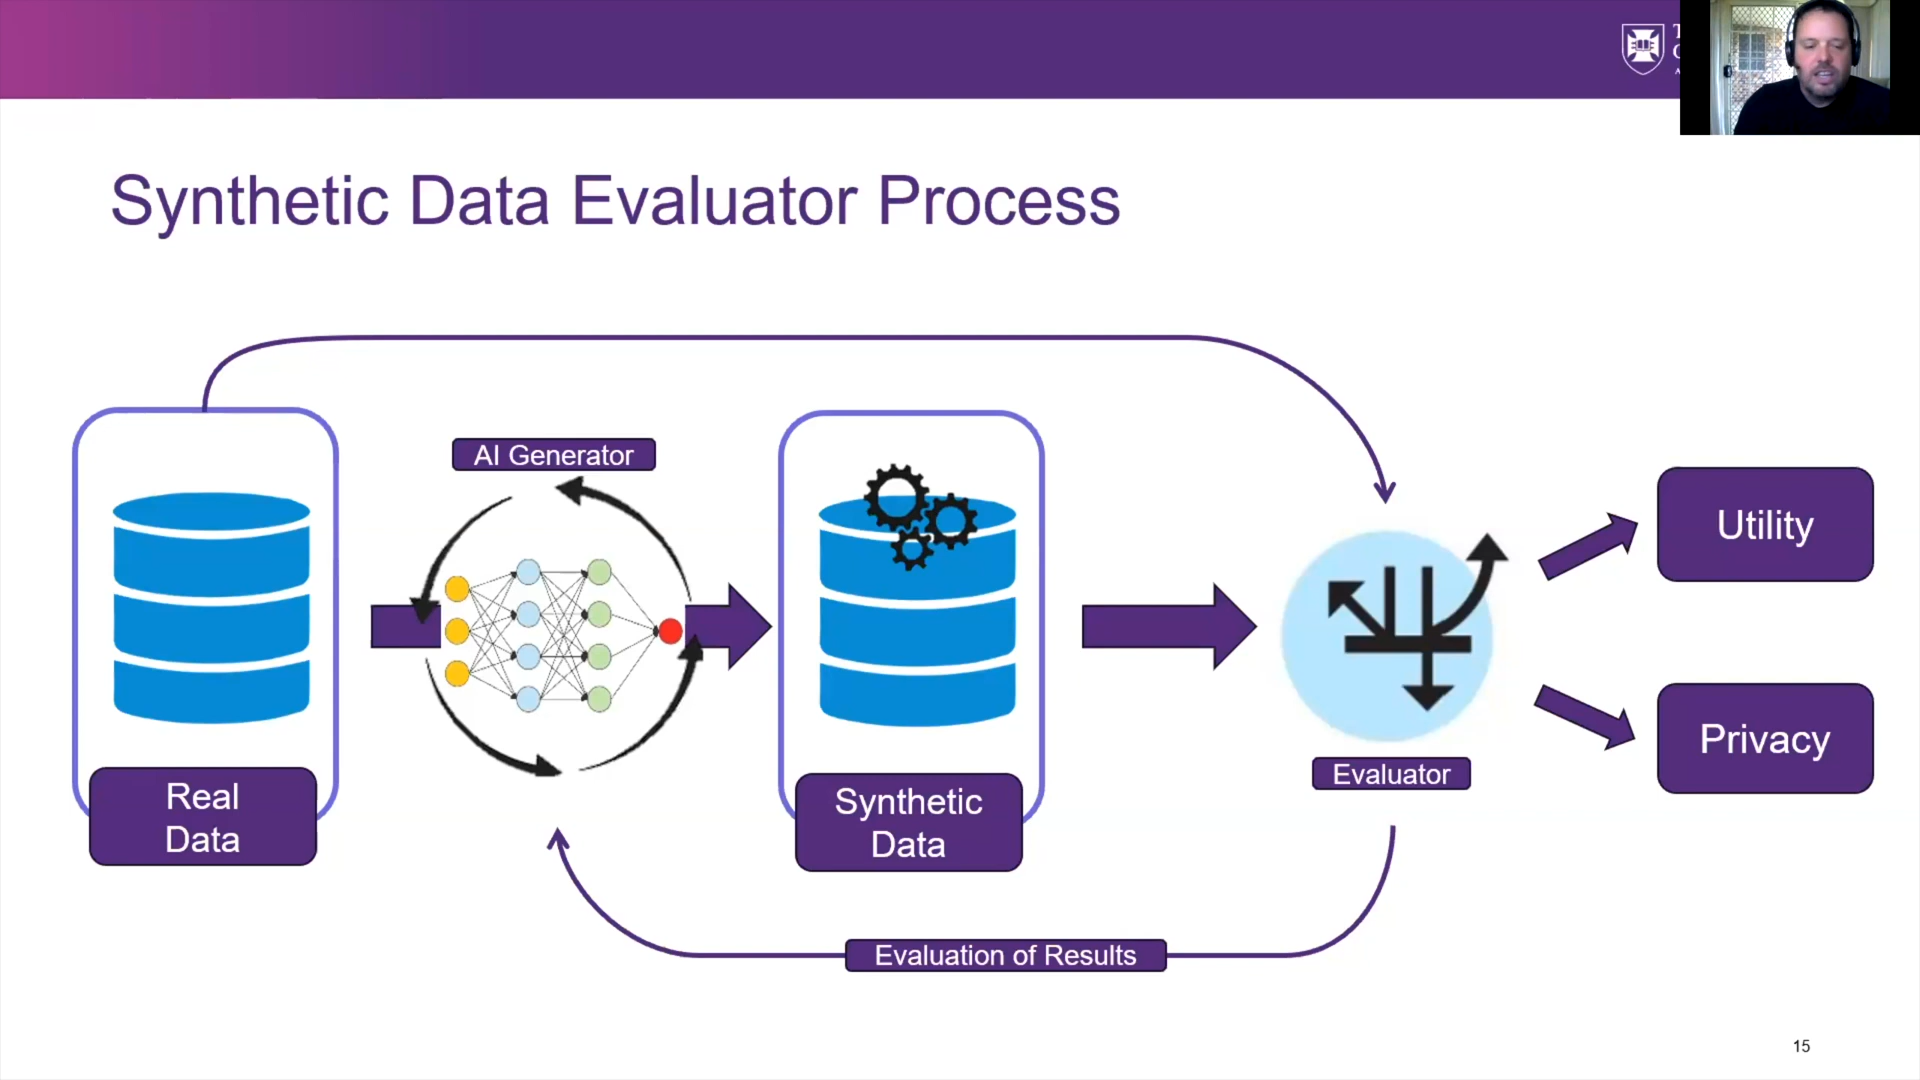 Synthetic Data Evaluator Process
AI Generator
Real
Data
Synthetic
Data
Evaluator
Utility
Privacy
Evaluation of Results
15